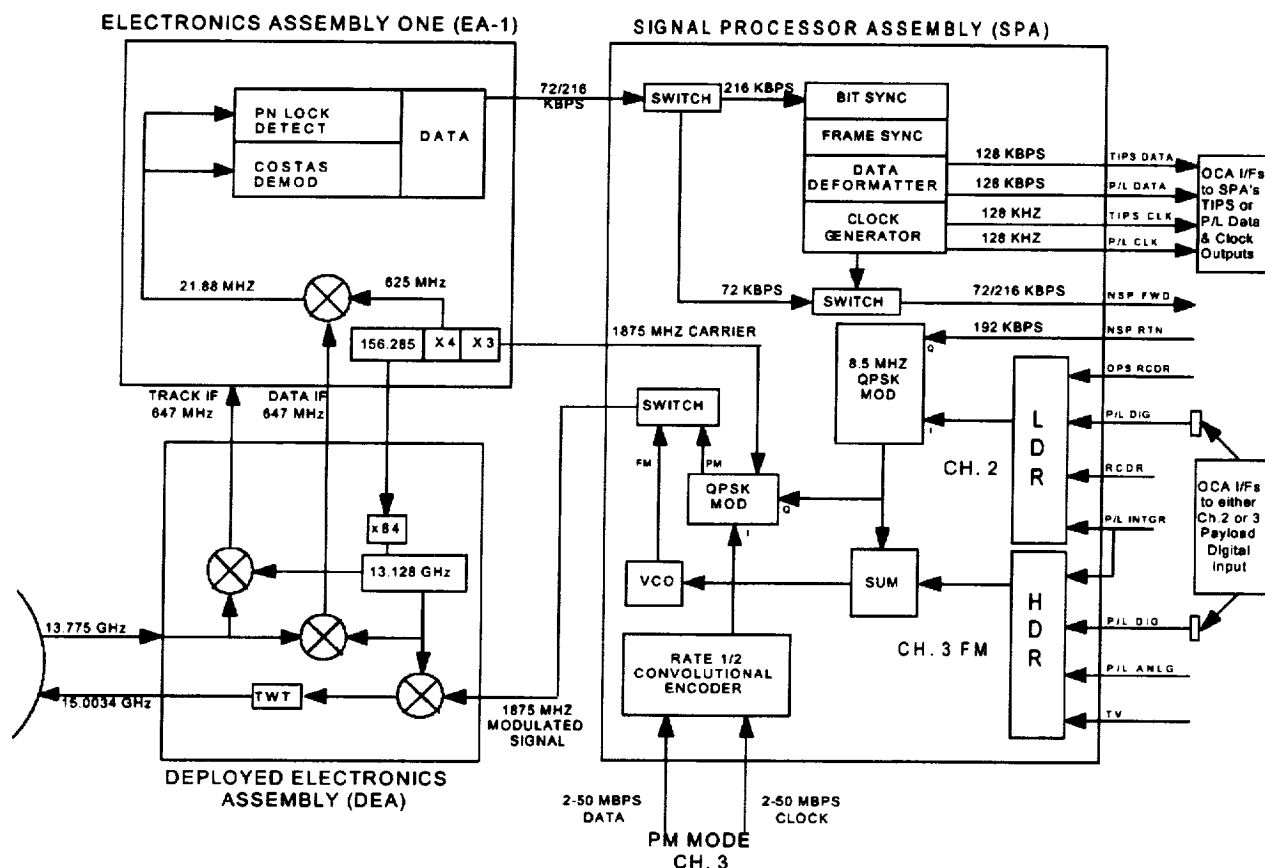 ELECTRONICS ASSEMBLY ONE (EA-1)
PN LOCK
DETECT
COSTAS
DEMOD
DATA
21.88 MHZ
625 MHz
156.285
X4
X3
TRACK IF
647 MHz
DATA IF
647 MHz
72/216
KBPS
1875 MHZ CARRIER
SIGNAL PROCESSOR ASSEMBLY (SPA)
SWITCH
216 KBPS
BIT SYNC
FRAME SYNC
DATA
DEFORMATTER
CLOCK
GENERATOR
128 KBPS
TIPS DATA
128 KBPS
P/L DATA
128 KHZ
TIPS CLK
128 KHZ
P/L CLK
OCA I/Fs
to SPA's
TIPS or
P/L Data
& Clock
Outputs
72 KBPS
SWITCH
72/216 KBPS
NSP FWD
192 KBPS
NSP RTN
Q
8.5 MHZ
QPSK
MOD
I
OPS RCDR
P/L DIG
RCDR
P/L INTGR
LDR
CH. 2
SWITCH
FM
PM
QPSK
MOD
Q
I
VCO
SUM
CH. 3 FM
HDR
P/L DIG
P/L ANLG
TV
OCA I/Fs
to either
Ch.2 or 3
Payload
Digital
Input
RATE 1/2
CONVOLUTIONAL
ENCODER
2-50 MBPS
DATA
2-50 MBPS
CLOCK
PM MODE
CH. 3
x84
13.128 GHz
13.775 GHz
15.0034 GHz
TWT
1875 MHZ
MODULATED
SIGNAL
DEPLOYED ELECTRONICS
ASSEMBLY (DEA)